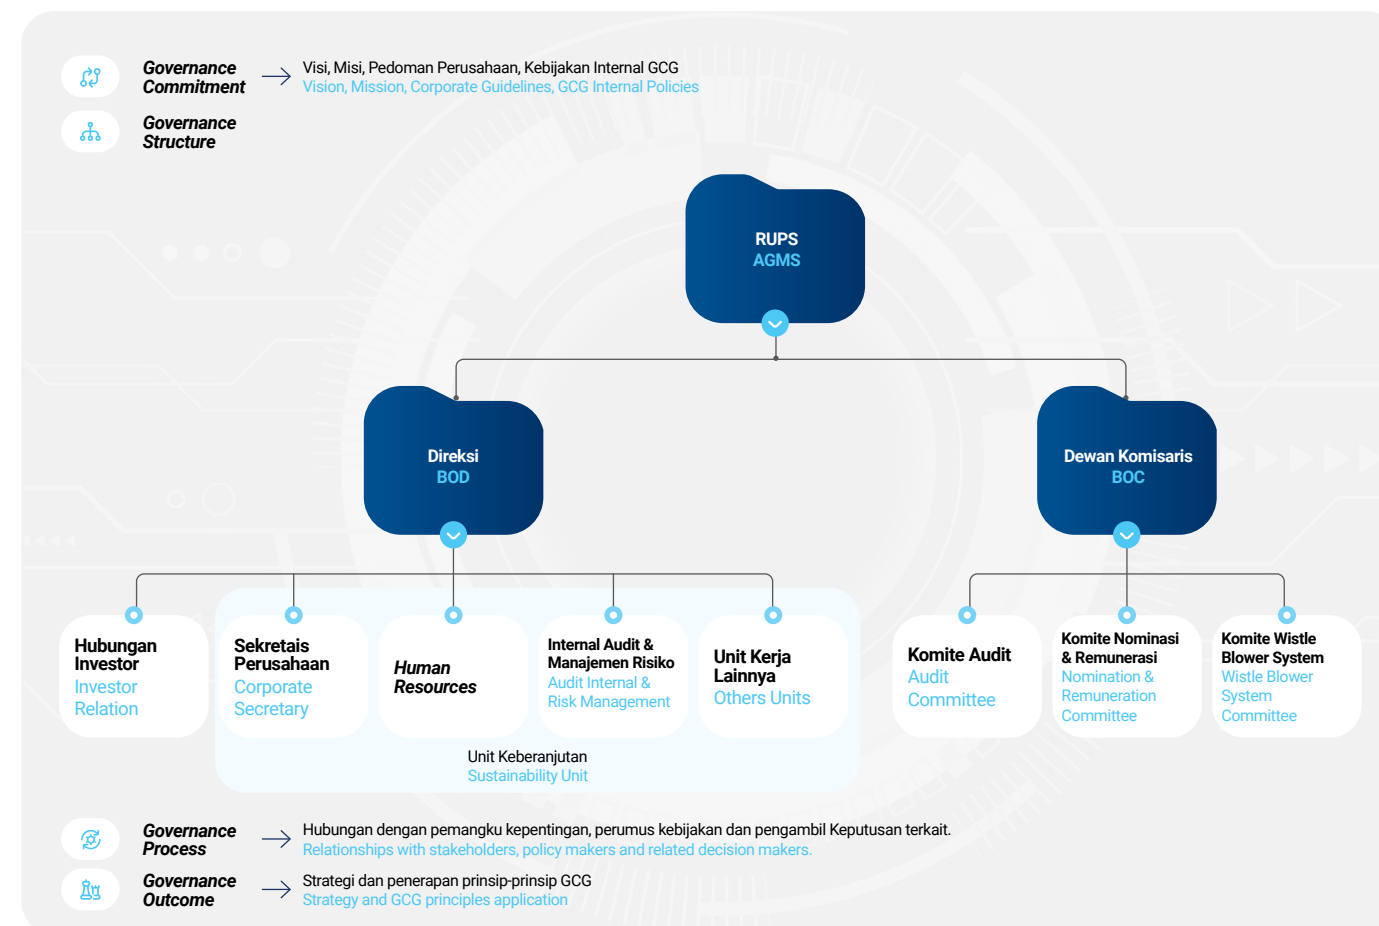 Governance
Commitment
Visi, Misi, Pedoman Perusahaan, Kebijakan Internal GCG
Vision, Mission, Corporate Guidelines, GCG Internal Policies
Governance
Structure
RUPS
AGMS
Direksi
BOD
Dewan Komisaris
BOC
Hubungan
Investor
Investor
Relation
Sekretais
Perusahaan
Corporate
Secretary
Human
Resources
Internal Audit &
Manajemen Risiko
Audit Internal &
Risk Management
Unit Kerja
Lainnya
Others Units
Unit Keberanjutan
Sustainability Unit
Komite Audit
Audit
Committee
Komite Nominasi
& Remunerasi
Nomination &
Remuneration
Committee
Komite Wistle
Blower System
Wistle Blower
System
Committee
Governance
Process
Hubungan dengan pemangku kepentingan, perumus kebijakan dan pengambil Keputusan terkait.
Relationships with stakeholders, policy makers and related decision makers.
Governance
Outcome
Strategi dan penerapan prinsip-prinsip GCG
Strategy and GCG principles application